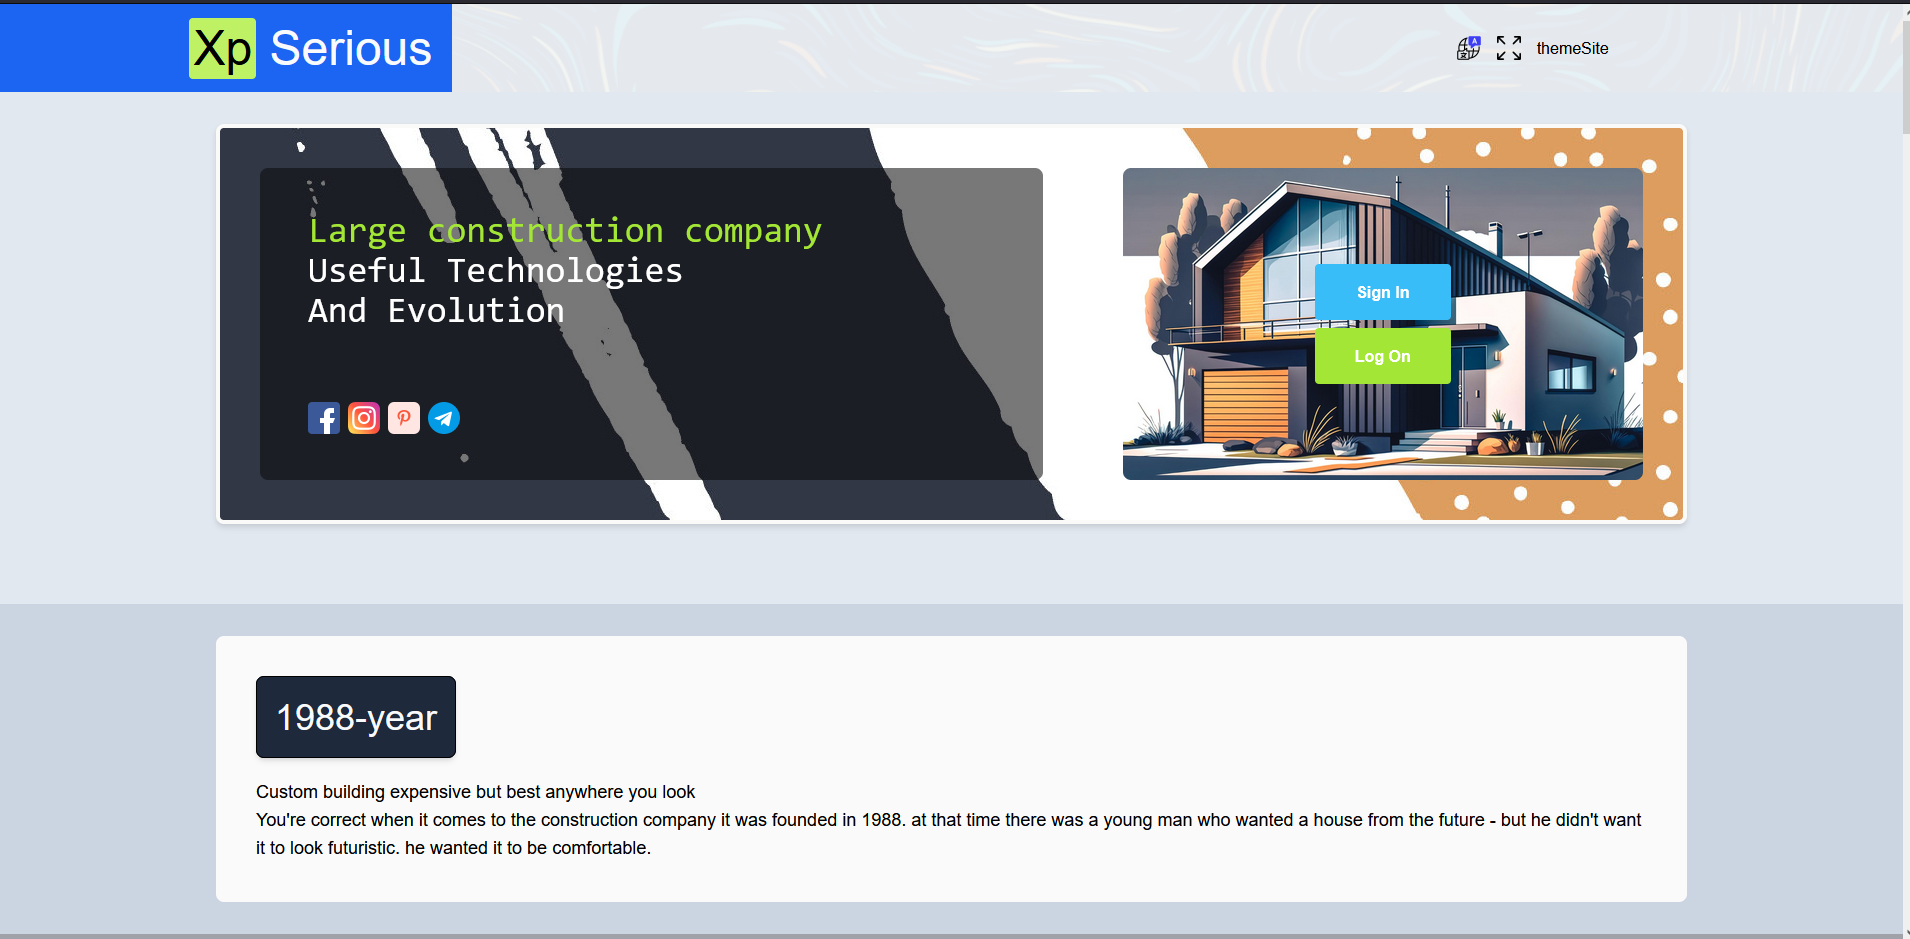 Xp Serious
themeSite
Large construction company
Useful Technologies
And Evolution
Sign In
Log On
1988-year
Custom building expensive but best anywhere you look
You're correct when it comes to the construction company it was founded in 1988. at that time there was a young man who wanted a house from the future - but he didn't want
it to look futuristic. he wanted it to be comfortable.